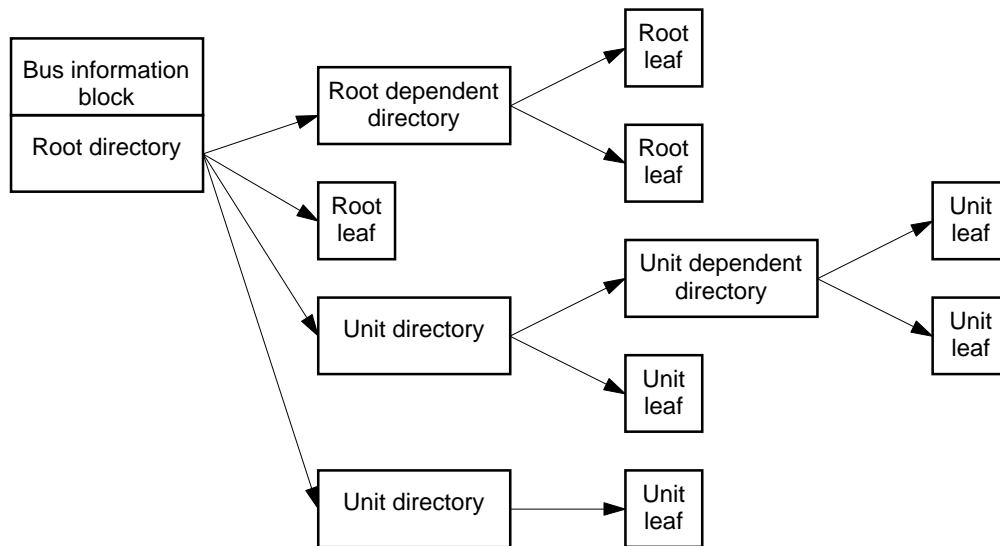 Bus information
block
Root directory
Root dependent
directory
Root
leaf
Root
leaf
Root
leaf
Unit directory
Unit dependent
directory
Unit
leaf
Unit
leaf
Unit
leaf
Unit directory
Unit
leaf